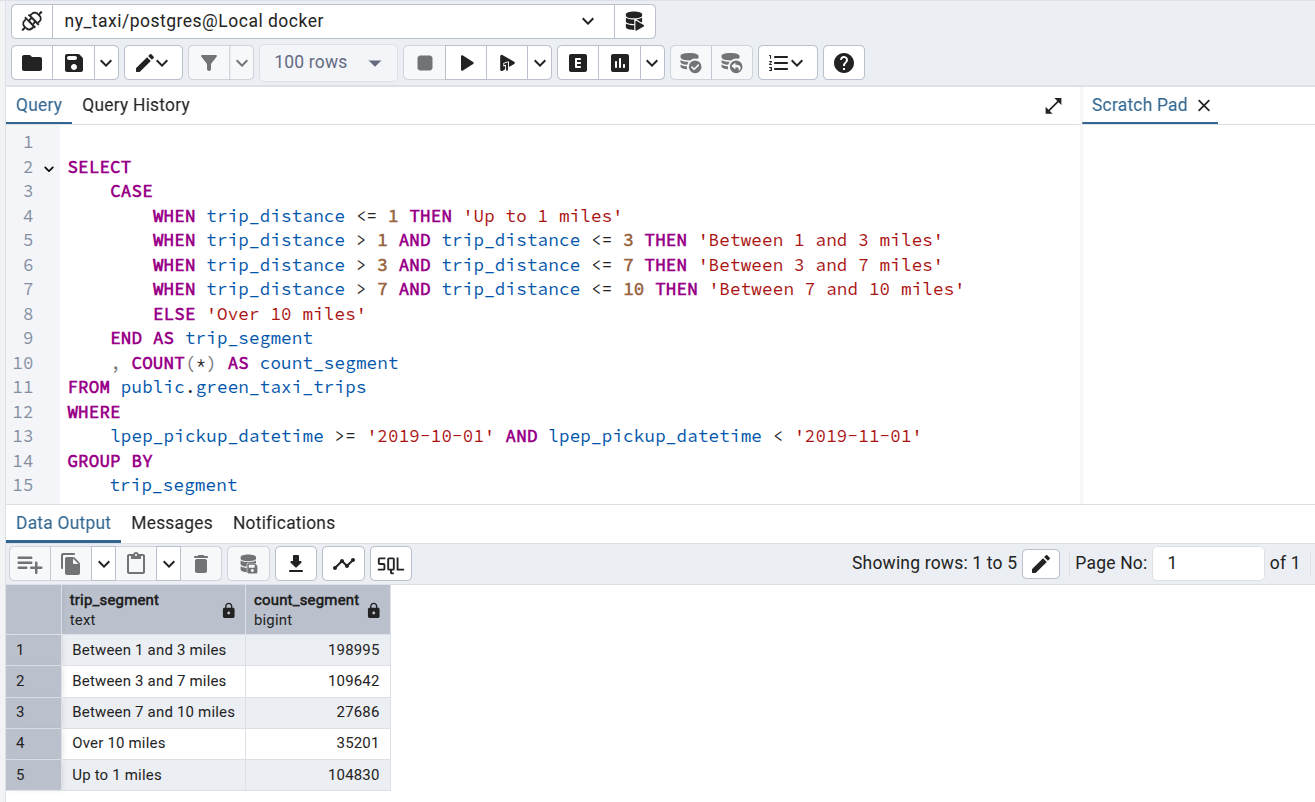 ny_taxi/postgres@Local docker
100 rows
E
Query Query History
Scratch Pad
1
2 SELECT
3 CASE
4 WHEN trip_distance <= 1 THEN 'Up to 1 miles'
5 WHEN trip_distance > 1 AND trip_distance <= 3 THEN 'Between 1 and 3 miles'
6 WHEN trip_distance > 3 AND trip_distance <= 7 THEN 'Between 3 and 7 miles'
7 WHEN trip_distance > 7 AND trip_distance <= 10 THEN 'Between 7 and 10 miles'
8 ELSE 'Over 10 miles'
9 END AS trip_segment
10 , COUNT(*) AS count_segment
11 FROM public.green_taxi_trips
12 WHERE
13 lpep_pickup_datetime >= '2019-10-01' AND lpep_pickup_datetime < '2019-11-01'
14 GROUP BY
15 trip_segment
Data Output Messages Notifications
SQL Showing rows: 1 to 5 Page No: 1 of 1
trip_segment count_segment
text bigint
1 Between 1 and 3 miles 198995
2 Between 3 and 7 miles 109642
3 Between 7 and 10 miles 27686
4 Over 10 miles 35201
5 Up to 1 miles 104830